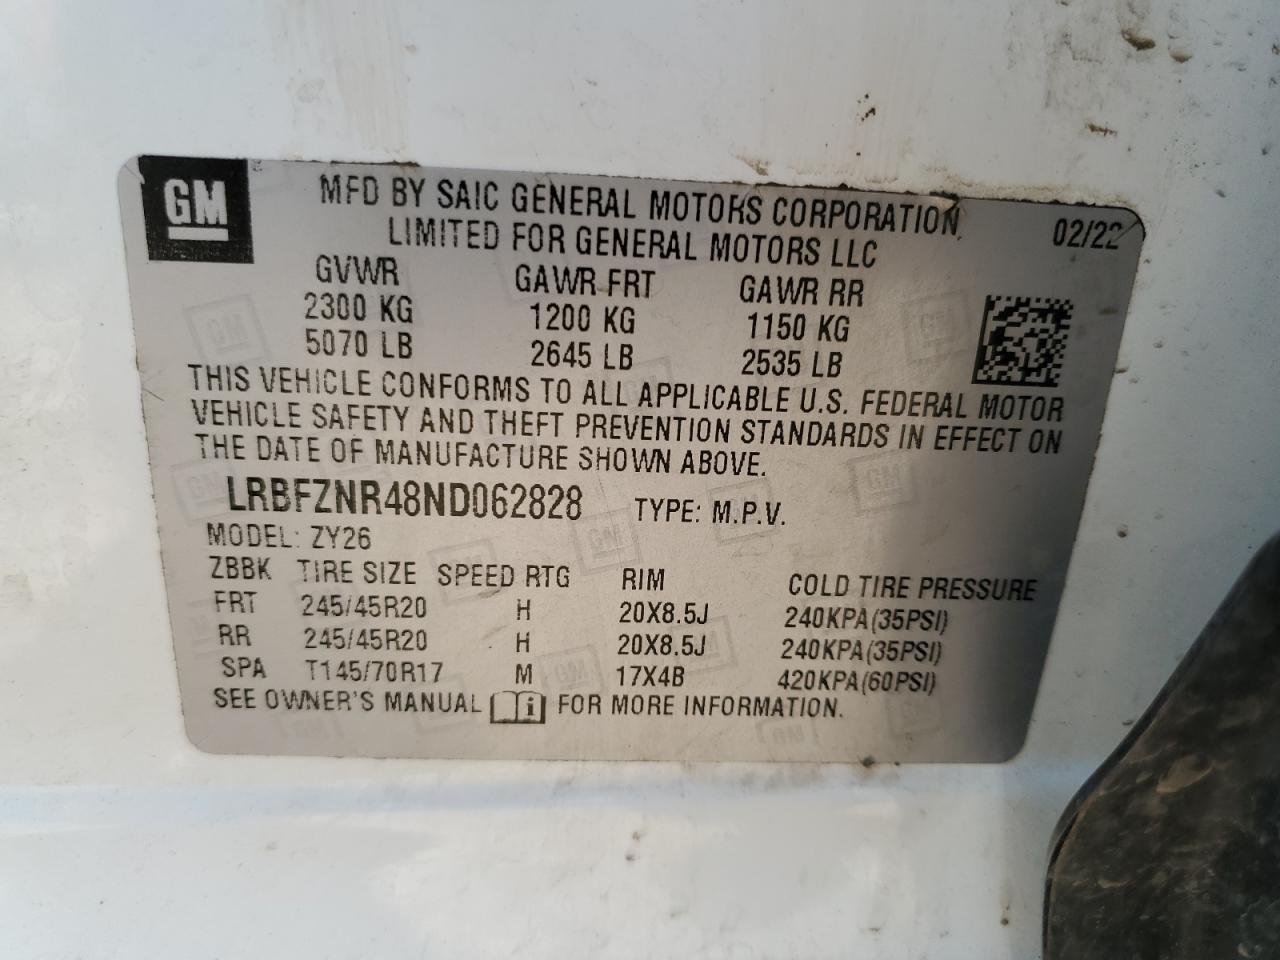 GM
MFD BY SAIC GENERAL MOTORS CORPORATION
LIMITED FOR GENERAL MOTORS LLC
02/22
GVWR GAWR FRT GAWR RR
2300 KG 1200 KG 1150 KG
5070 LB 2645 LB 2535 LB
THIS VEHICLE CONFORMS TO ALL APPLICABLE U.S. FEDERAL MOTOR
VEHICLE SAFETY AND THEFT PREVENTION STANDARDS IN EFFECT ON
THE DATE OF MANUFACTURE SHOWN ABOVE.
LRBFZNR48ND062828 TYPE: M.P.V.
MODEL: ZY26
ZBBK TIRE SIZE SPEED RTG RIM COLD TIRE PRESSURE
FRT 245/45R20 H 20X8.5J 240KPA(35PSI)
RR 245/45R20 H 20X8.5J 240KPA(35PSI)
SPA T145/70R17 M 17X4B 420KPA(60PSI)
SEE OWNER'S MANUAL i FOR MORE INFORMATION.